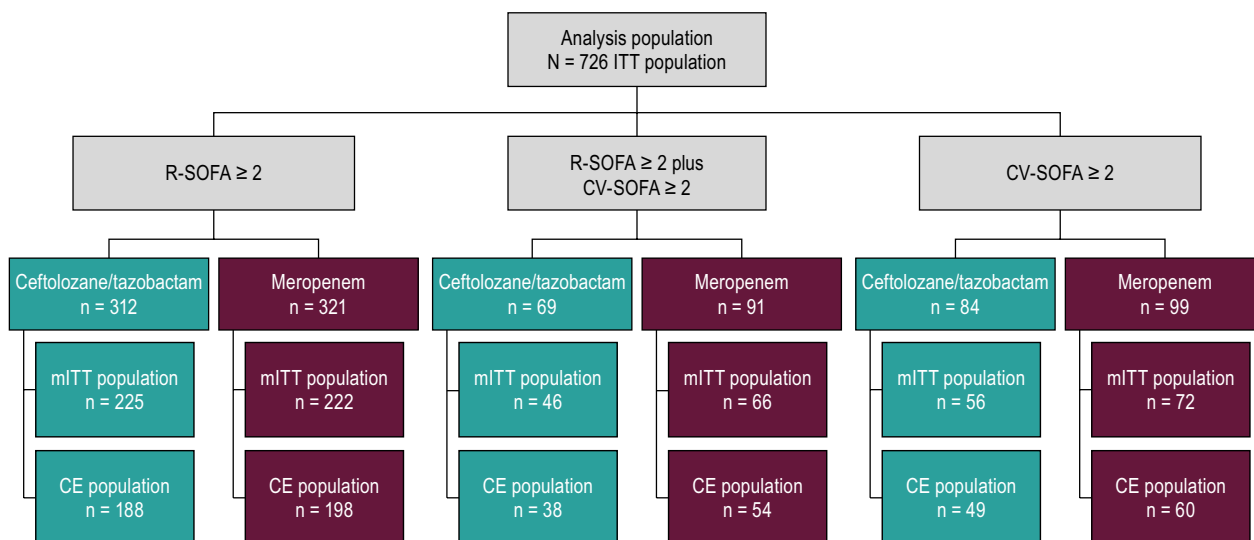 Analysis population
N = 726 ITT population
R-SOFA ≥ 2
R-SOFA ≥ 2 plus
CV-SOFA ≥ 2
CV-SOFA ≥ 2
Ceftolozane/tazobactam
n = 312
Meropenem
n = 321
Ceftolozane/tazobactam
n = 69
Meropenem
n = 91
Ceftolozane/tazobactam
n = 84
Meropenem
n = 99
mITT population
n = 225
mITT population
n = 222
mITT population
n = 46
mITT population
n = 66
mITT population
n = 56
mITT population
n = 72
CE population
n = 188
CE population
n = 198
CE population
n = 38
CE population
n = 54
CE population
n = 49
CE population
n = 60